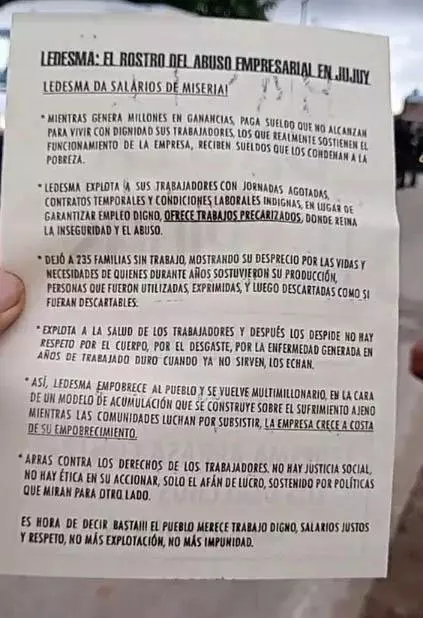 LEDESMA: EL ROSTRO DEL ABUSO EMPRESARIAL EN JUJUY
LEDESMA DA SALARIOS DE MISERIA!
* MIENTRAS GENERA MILLONES EN GANANCIAS, PAGA SUELDO QUE NO ALCANZAN
PARA VIVIR CON DIGNIDAD SUS TRABAJADORES, LOS QUE REALMENTE SOSTIENEN EL
FUNCIONAMIENTO DE LA EMPRESA, RECIBEN SUELDOS QUE LOS CONDENAN A LA
POBREZA.
* LEDESMA EXPLOTA A SUS TRABAJADORES CON JORNADAS AGOTADAS,
CONTRATOS TEMPORALES Y CONDICIONES LABORALES INDIGNAS, EN LUGAR DE
GARANTIZAR EMPLEO DIGNO, OFRECE TRABAJOS PRECARIZADOS, DONDE REINA
LA INSEGURIDAD Y EL ABUSO.
* DEJÓ A 235 FAMILIAS SIN TRABAJO, MOSTRANDO SU DESPRECIO POR LAS VIDAS Y
NECESIDADES DE QUIENES DURANTE AÑOS SOSTUVIERON SU PRODUCCIÓN,
PERSONAS QUE FUERON UTILIZADAS, EXPRIMIDAS, Y LUEGO DESCARTADAS COMO SI
FUERAN DESCARTABLES.
*EXPLOTA A LA SALUD DE LOS TRABAJADORES Y DESPUÉS LOS DESPIDE NO HAY
RESPETO POR EL CUERPO, POR EL DESGASTE, POR LA ENFERMEDAD GENERADA EN
AÑOS DE TRABAJADO DURO CUANDO YA NO SIRVEN, LOS ECHAN.
* ASÍ, LEDESMA EMPOBRECE AL PUEBLO Y SE VUELVE MULTIMILLONARIO, EN LA CARA
DE UN MODELO DE ACUMULACIÓN QUE SE CONSTRUYE SOBRE EL SUFRIMIENTO AJENO
MIENTRAS LAS COMUNIDADES LUCHAN POR SUBSISTIR, LA EMPRESA CRECE A COSTA
DE SU EMPOBRECIMIENTO.
* ARRAS CONTRA LOS DERECHOS DE LOS TRABAJADORES. NO HAY JUSTICIA SOCIAL,
NO HAY ÉTICA EN SU ACCIONAR, SOLO EL AFÁN DE LUCRO, SOSTENIDO POR POLÍTICAS
QUE MIRAN PARA OTRO LADO.
ES HORA DE DECIR BASTA!!! EL PUEBLO MERECE TRABAJO DIGNO, SALARIOS JUSTOS
Y RESPETO, NO MÁS EXPLOTACIÓN, NO MÁS IMPUNIDAD.